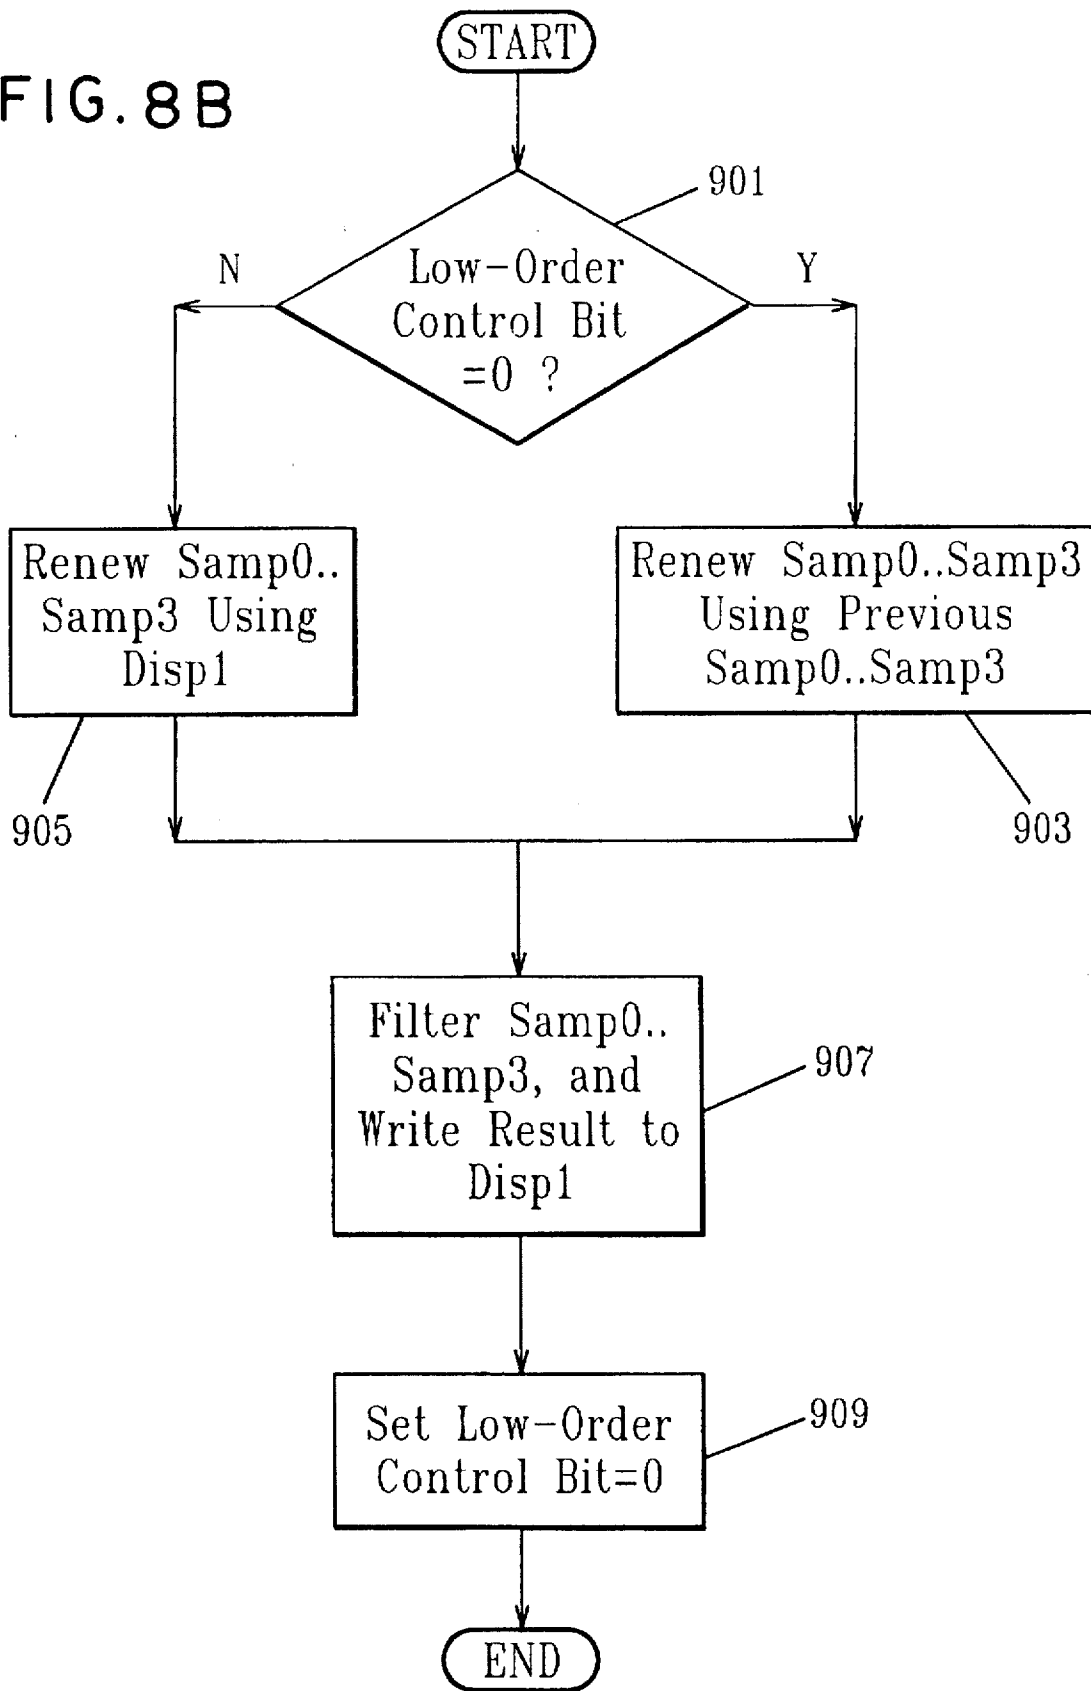 START
FIG. 8B
901
Low-Order
Control Bit
=0 ?
N
Y
Renew Samp0..
Samp3 Using
Disp1
Renew Samp0..Samp3
Using Previous
Samp0..Samp3
905
903
Filter Samp0..
Samp3, and
Write Result to
Disp1
907
Set Low-Order
Control Bit=0
909
END